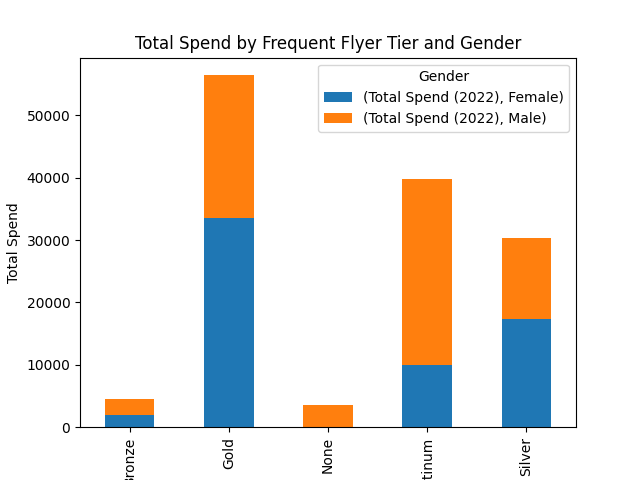 Total Spend by Frequent Flyer Tier and Gender
Gender
(Total Spend (2022), Female)
(Total Spend (2022), Male)
Total Spend
50000
40000
30000
20000
10000
0
Gold
None
Silver